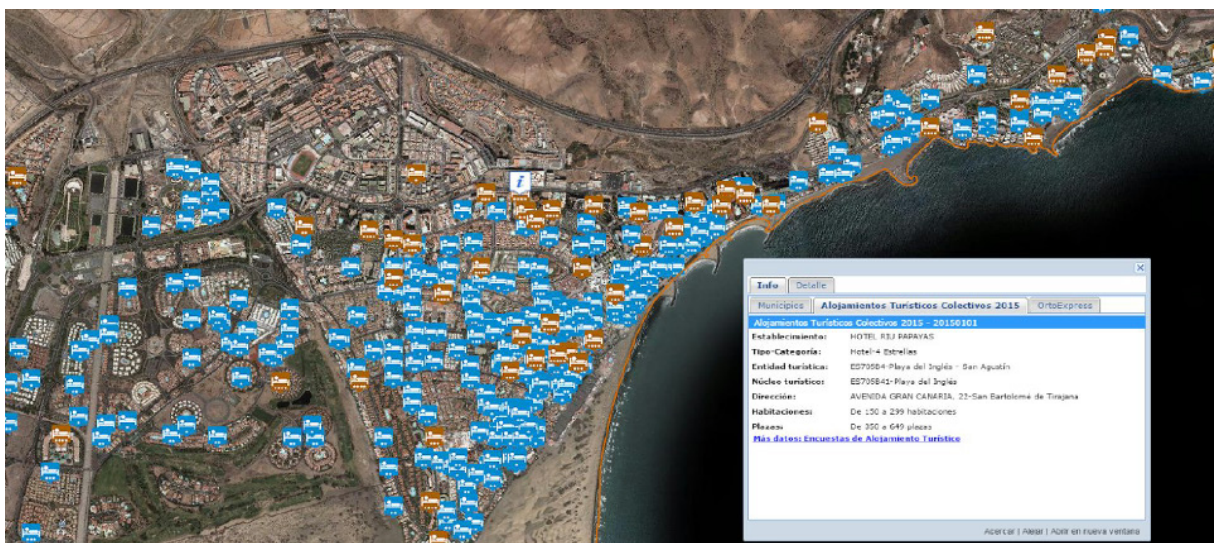 i
Info Detalle
Municipios Alojamientos Turísticos Colectivos 2015 OrtoExpress
Alojamientos Turísticos Colectivos 2015 - 20150101
Establecimiento: HOTEL RIU PAPAYAS
Tipo-Categoría: Hotel-4 Estrellas
Entidad turística: ES705B4-Playa del Inglés - San Agustín
Núcleo turístico: ES705B41-Playa del Inglés
Dirección: AVENIDA GRAN CANARIA, 22-San Bartolomé de Tirajana
Habitaciones: De 150 a 299 habitaciones
Plazas: De 350 a 649 plazas
Más datos: Encuestas de Alojamiento Turístico
Acercar | Alejar | Abrir en nueva ventana